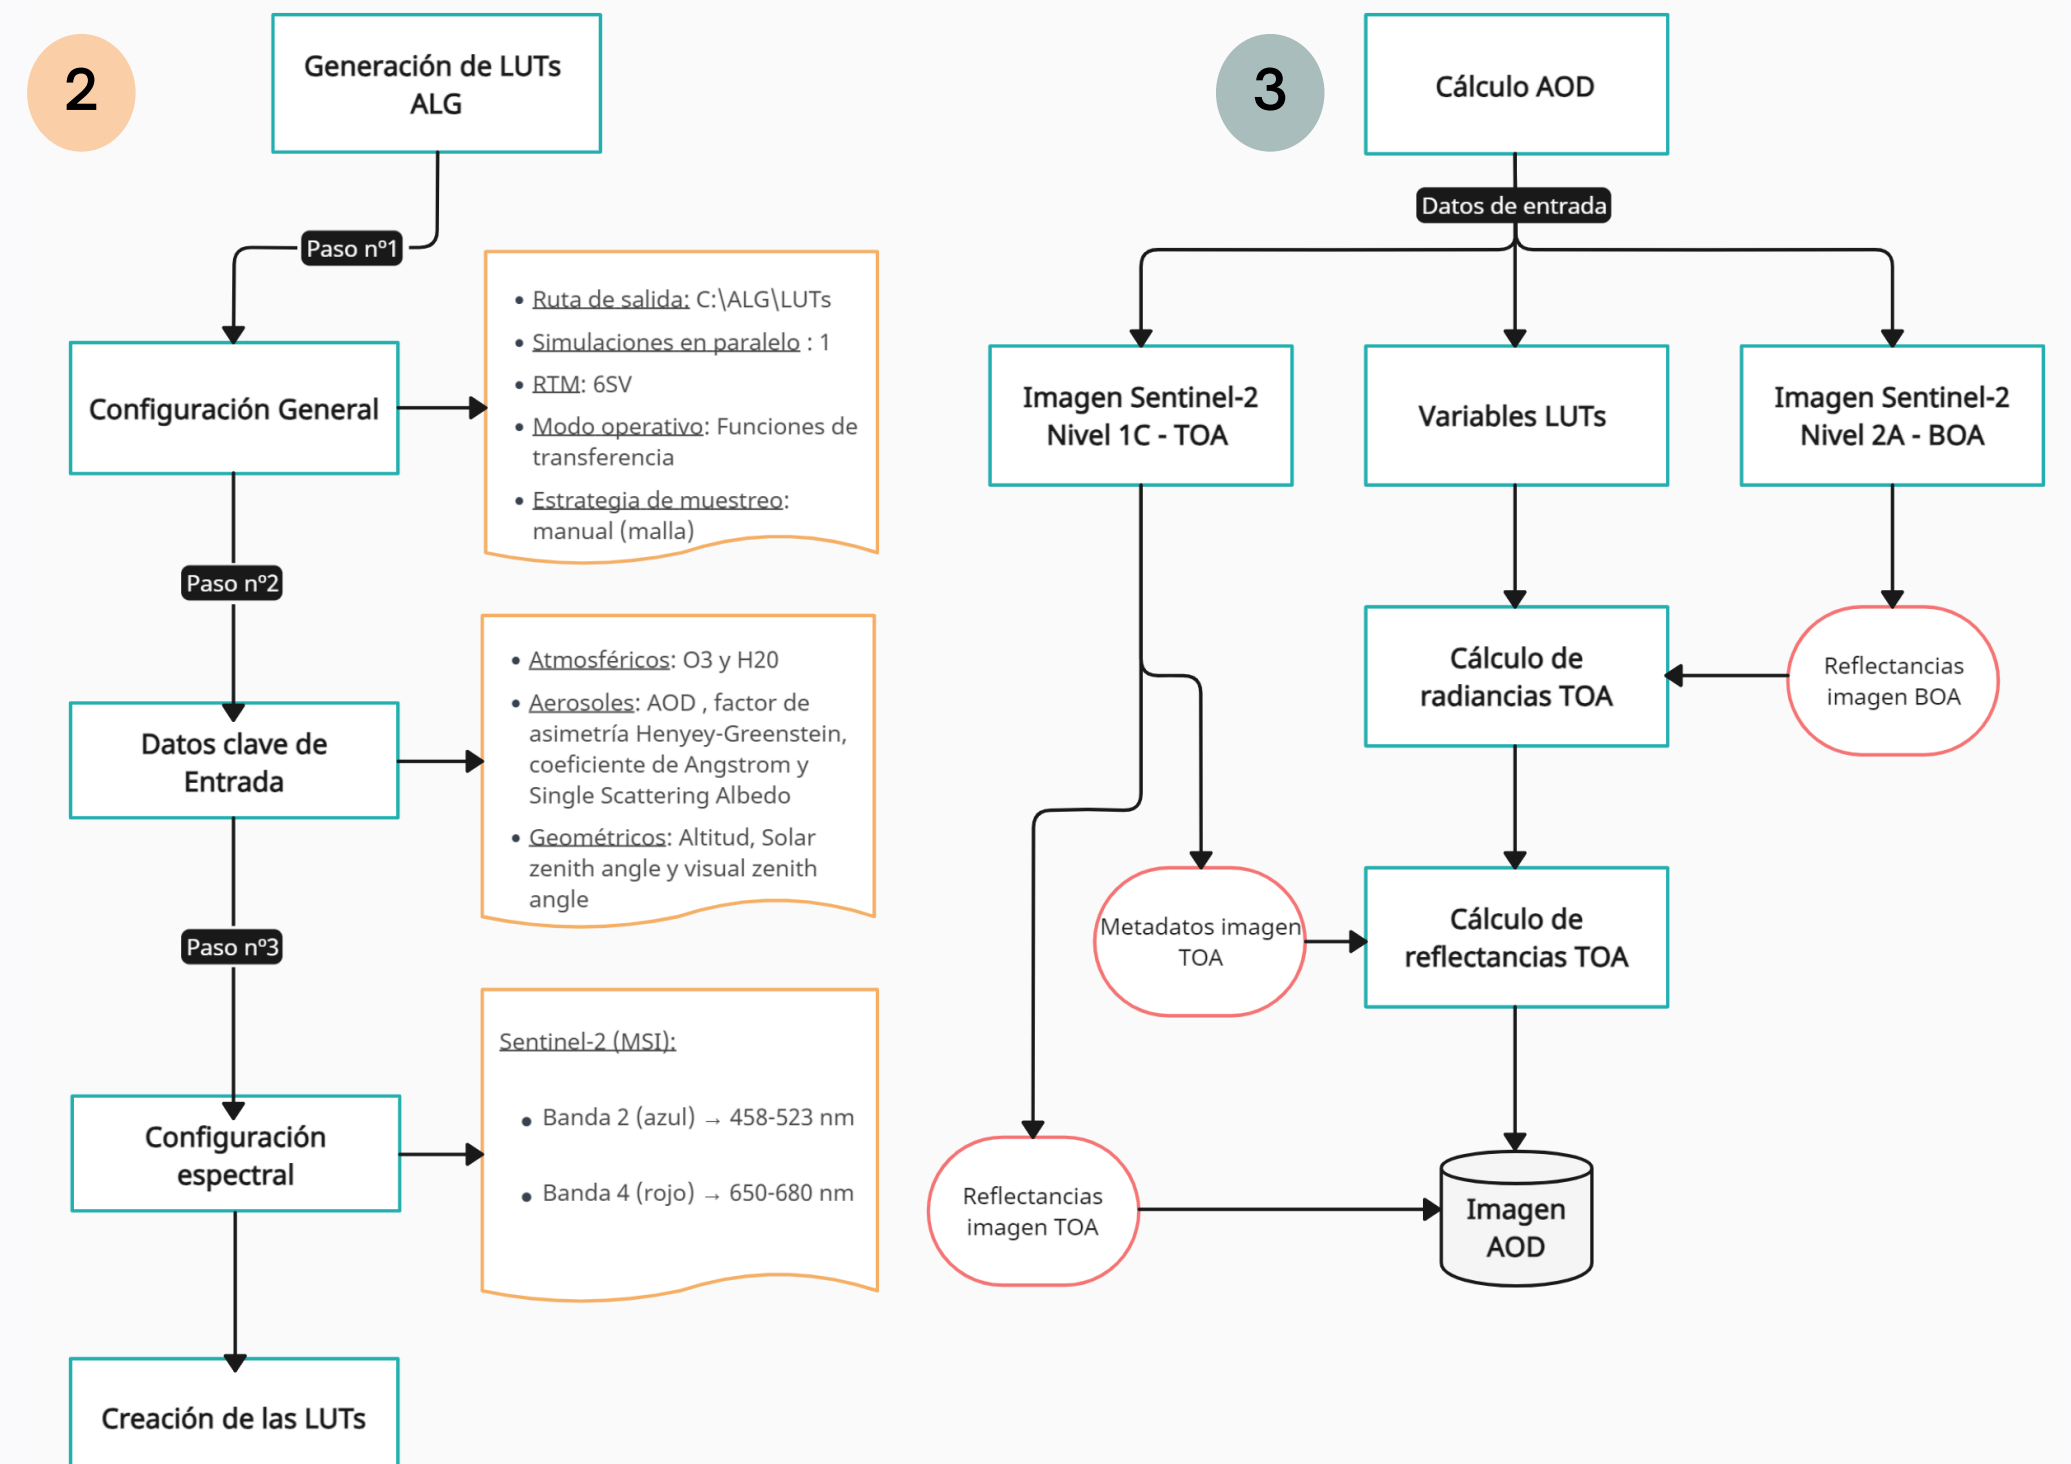 2
Generación de LUTs
ALG
Paso nº1
Configuración General
• Ruta de salida: C:\ALG\LUTs
• Simulaciones en paralelo : 1
• RTM: 6SV
• Modo operativo: Funciones de
transferencia
• Estrategia de muestreo:
manual (malla)
Paso nº2
Datos clave de
Entrada
• Atmosféricos: O3 y H20
• Aerosoles: AOD , factor de
asimetría Henyey-Greenstein,
coeficiente de Angstrom y
Single Scattering Albedo
• Geométricos: Altitud, Solar
zenith angle y visual zenith
angle
Paso nº3
Configuración
espectral
Sentinel-2 (MSI):
• Banda 2 (azul) → 458-523 nm
• Banda 4 (rojo) → 650-680 nm
Creación de las LUTs
3
Cálculo AOD
Datos de entrada
Imagen Sentinel-2
Nivel 1C - TOA
Variables LUTs
Imagen Sentinel-2
Nivel 2A - BOA
Cálculo de
radiancias TOA
Reflectancias
imagen BOA
Metadatos imagen
TOA
Cálculo de
reflectancias TOA
Reflectancias
imagen TOA
Imagen
AOD